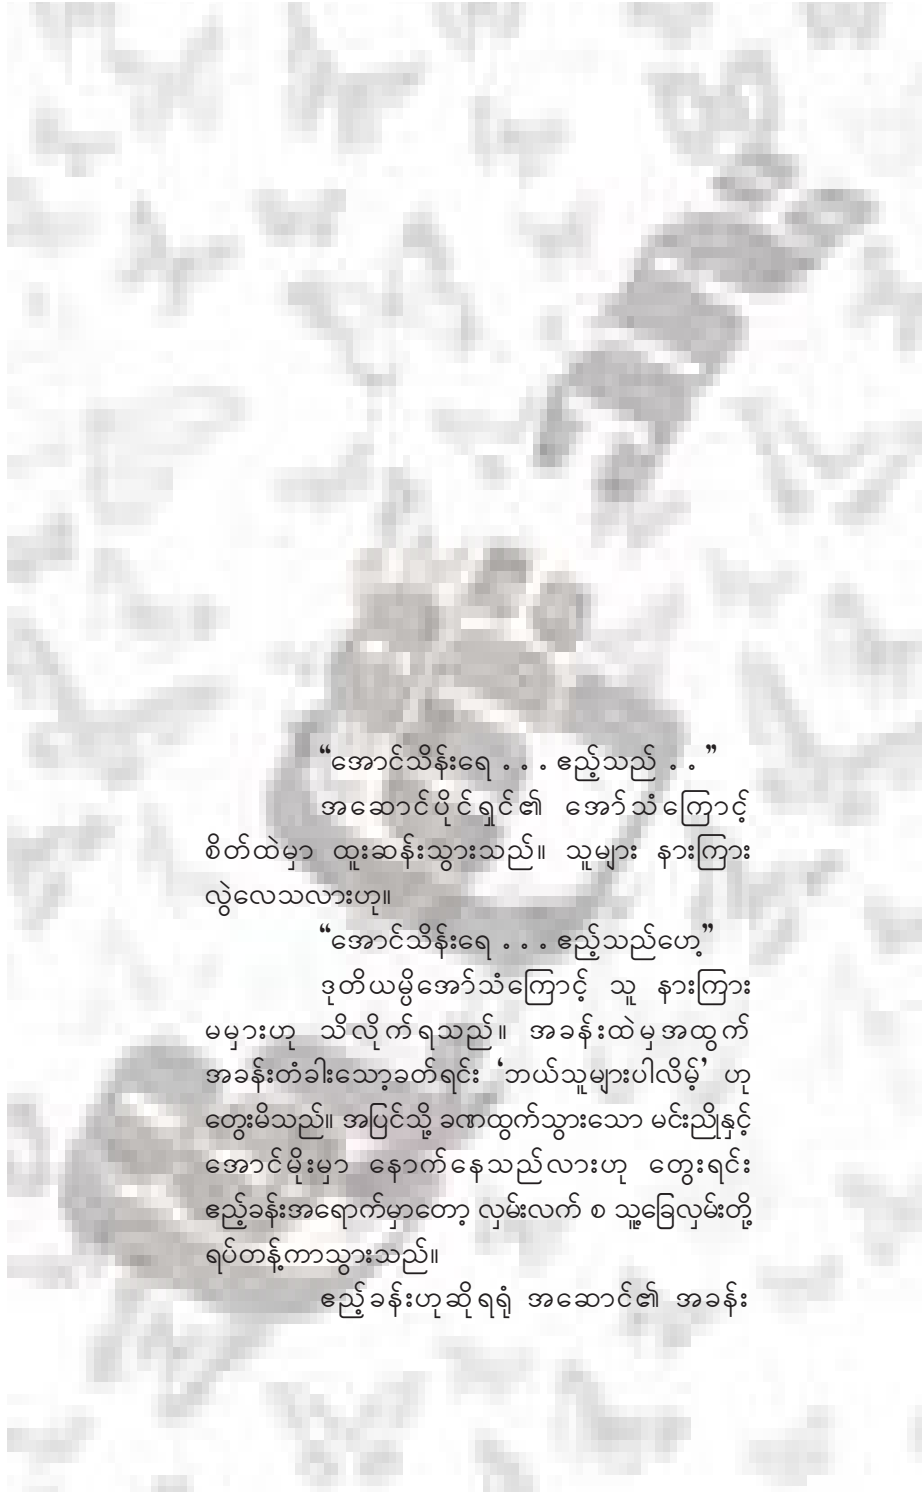 “အောင်သိန်းရေ . . . ဧည့်သည် . . ”
အဆောင်ပိုင်ရှင်၏ အော်သံကြောင့်
စိတ်ထဲမှာ ထူးဆန်းသွားသည်။ သူများ နားကြား
လွဲလေသလားဟု။
“အောင်သိန်းရေ . . . ဧည့်သည်ဟေ့”
ဒုတိယမ္ပိအော်သံကြောင့် သူ နားကြား
မမှားဟု သိလိုက်ရသည်။ အခန်းထဲမှအထွက်
အခန်းတံခါးသော့ခတ်ရင်း ‘ဘယ်သူများပါလိမ့်’ ဟု
တွေးမိသည်။ အပြင်သို့ ခဏထွက်သွားသော မင်းညိုနှင့်
အောင်မိုးမှာ နောက်နေသည်လားဟု တွေးရင်း
ဧည့်ခန်းအရောက်မှာတော့ လှမ်းလက် စ သူ့ခြေလှမ်းတို့
ရပ်တန့်ကာသွားသည်။
ဧည့်ခန်းဟုဆိုရရုံ အဆောင်၏ အခန်း